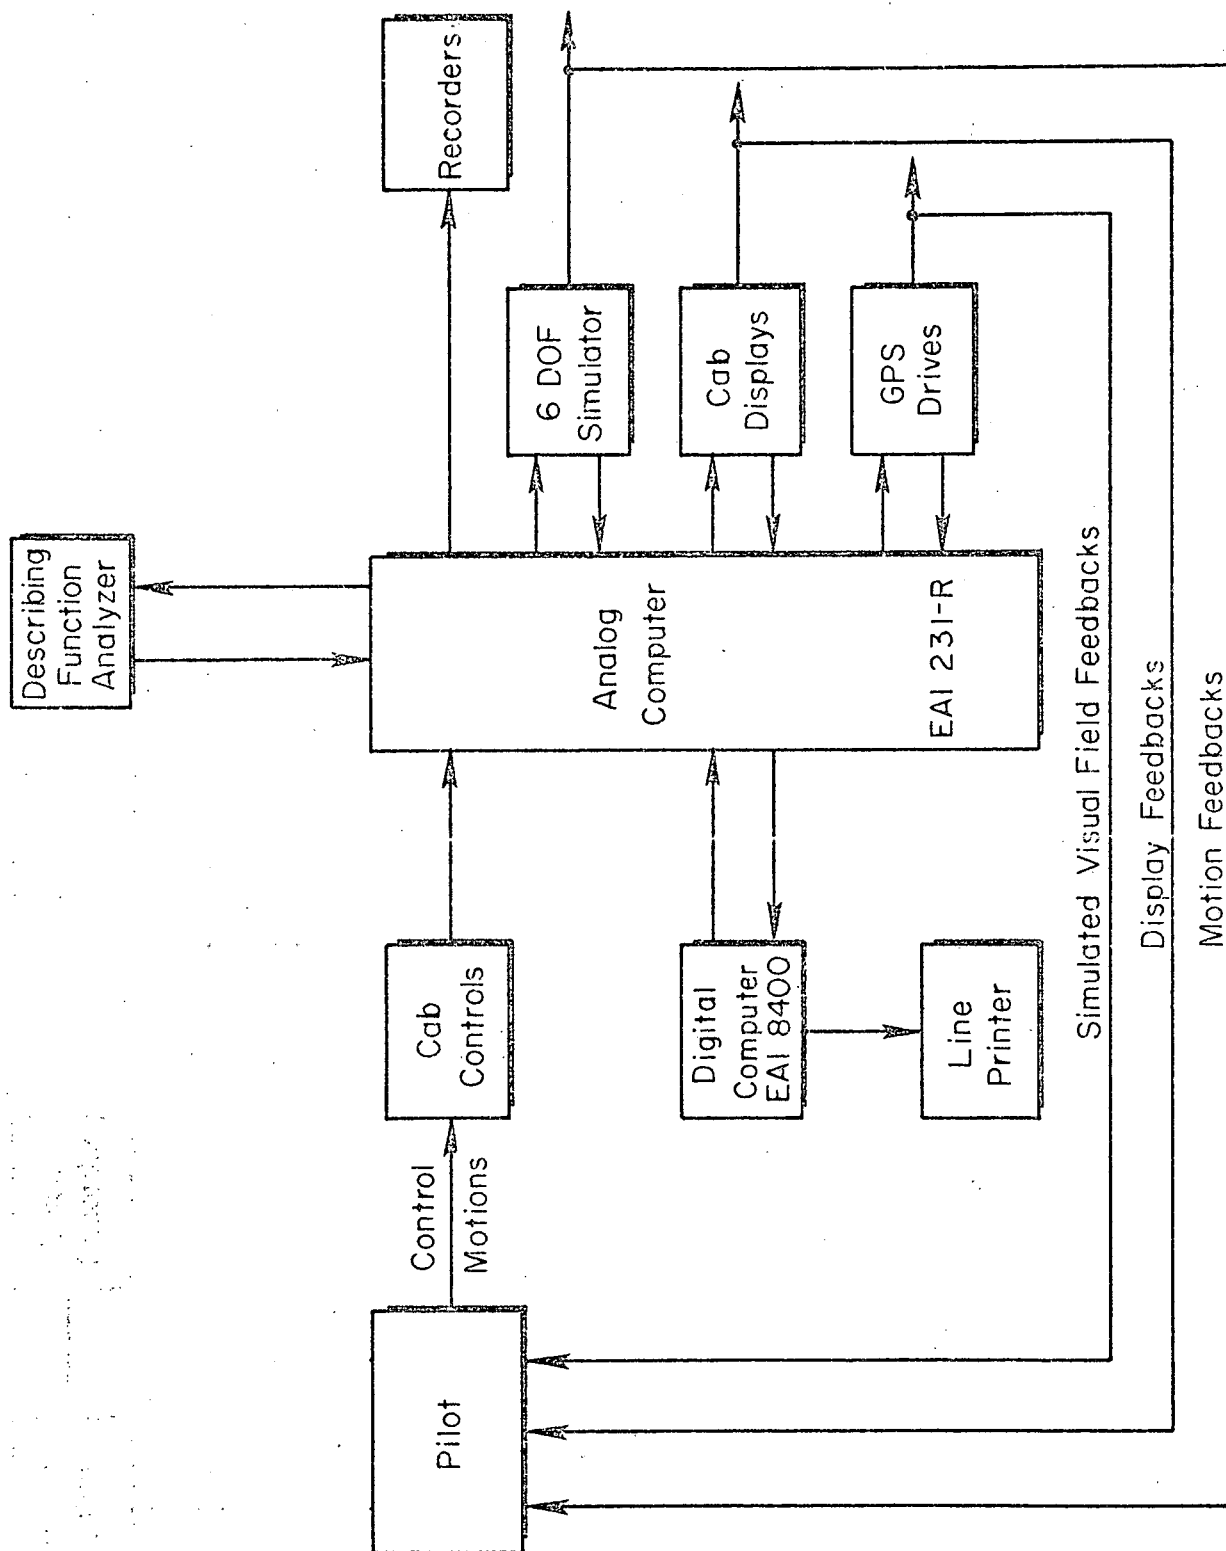 Describing
Function
Analyzer
Pilot
Control
Motions
Cab
Controls
Analog
Computer
EAI 231-R
Recorders
6 DOF
Simulator
Cab
Displays
GPS
Drives
Digital
Computer
EAI 8400
Line
Printer
Simulated Visual Field Feedbacks
Display Feedbacks
Motion Feedbacks